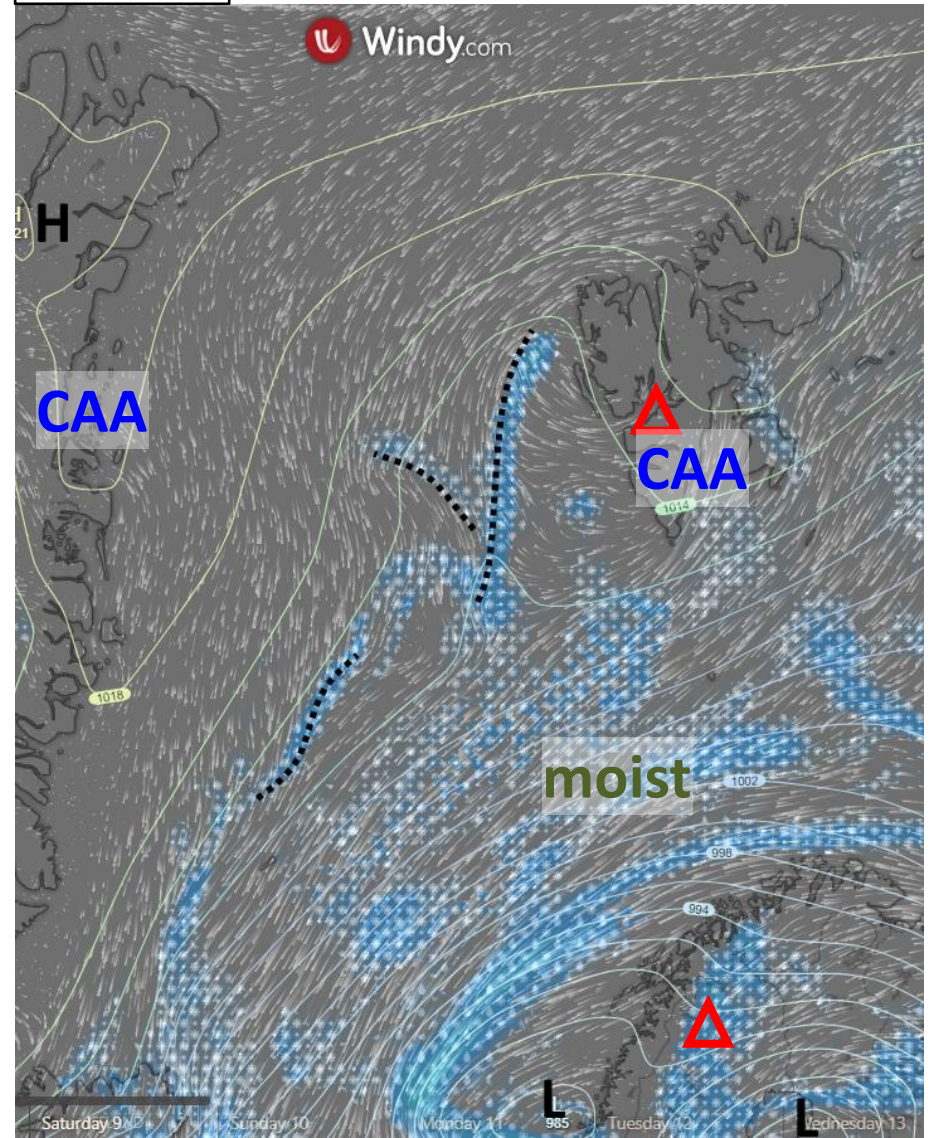 Windy.com
H
H
21
CAA
CAA
1014
1018
moist
1002
998
994
L
985
L
Saturday 9
Sunday 10
Monday 11
Tuesday 12
Wednesday 13